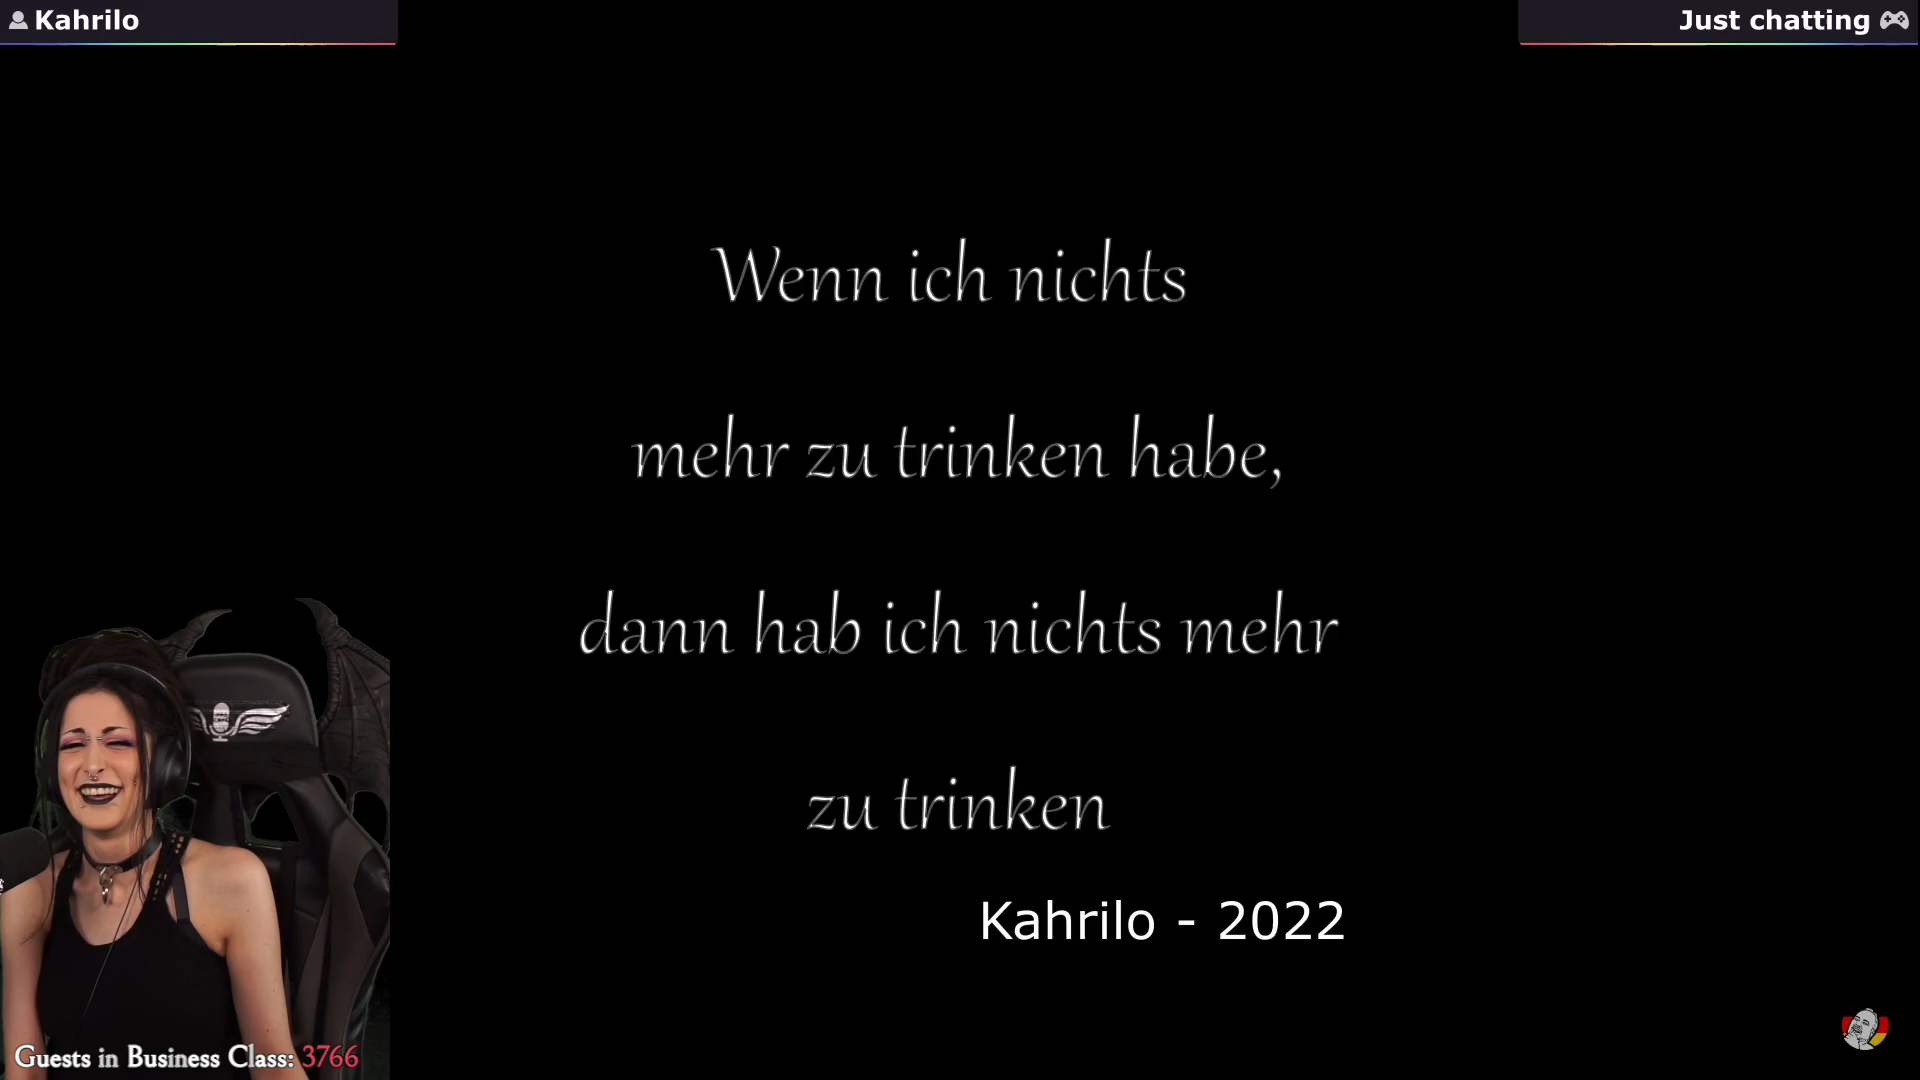 Kahrilo
Just chatting
Wenn ich nichts
mehr zu trinken habe,
dann hab ich nichts mehr
zu trinken
Kahrilo - 2022
Guests in Business Class: 3766